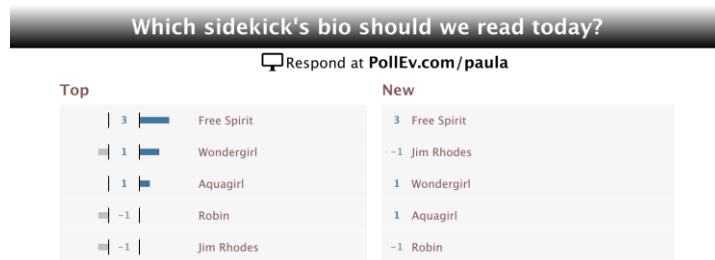 Which sidekick's bio should we read today?
Respond at PollEv.com/paula
Top
3 Free Spirit
1 Wondergirl
1 Aquagirl
-1 Robin
-1 Jim Rhodes
New
3 Free Spirit
-1 Jim Rhodes
1 Wondergirl
1 Aquagirl
-1 Robin